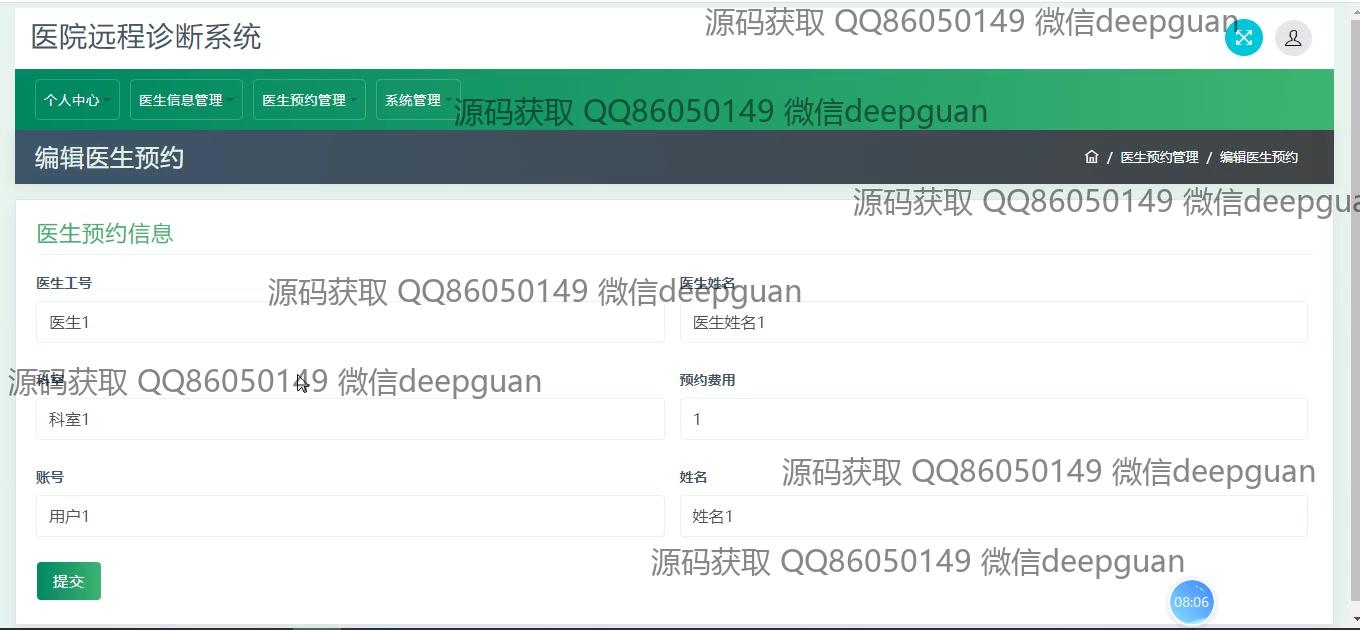 医院远程诊断系统
源码获取 QQ86050149 微信deepguan
个人中心 医生信息管理 医生预约管理 系统管理
源码获取 QQ86050149 微信deepguan
编辑医生预约
/ 医生预约管理 / 编辑医生预约
源码获取 QQ86050149 微信deepgua
医生预约信息
医生工号 医生姓名
源码获取 QQ86050149 微信deepguan
医生1 医生姓名1
科室 预约费用
源码获取 QQ86050149 微信deepguan
科室1 1
账号 姓名
源码获取 QQ86050149 微信deepguan
用户1 姓名1
源码获取 QQ86050149 微信deepguan
提交
08:06